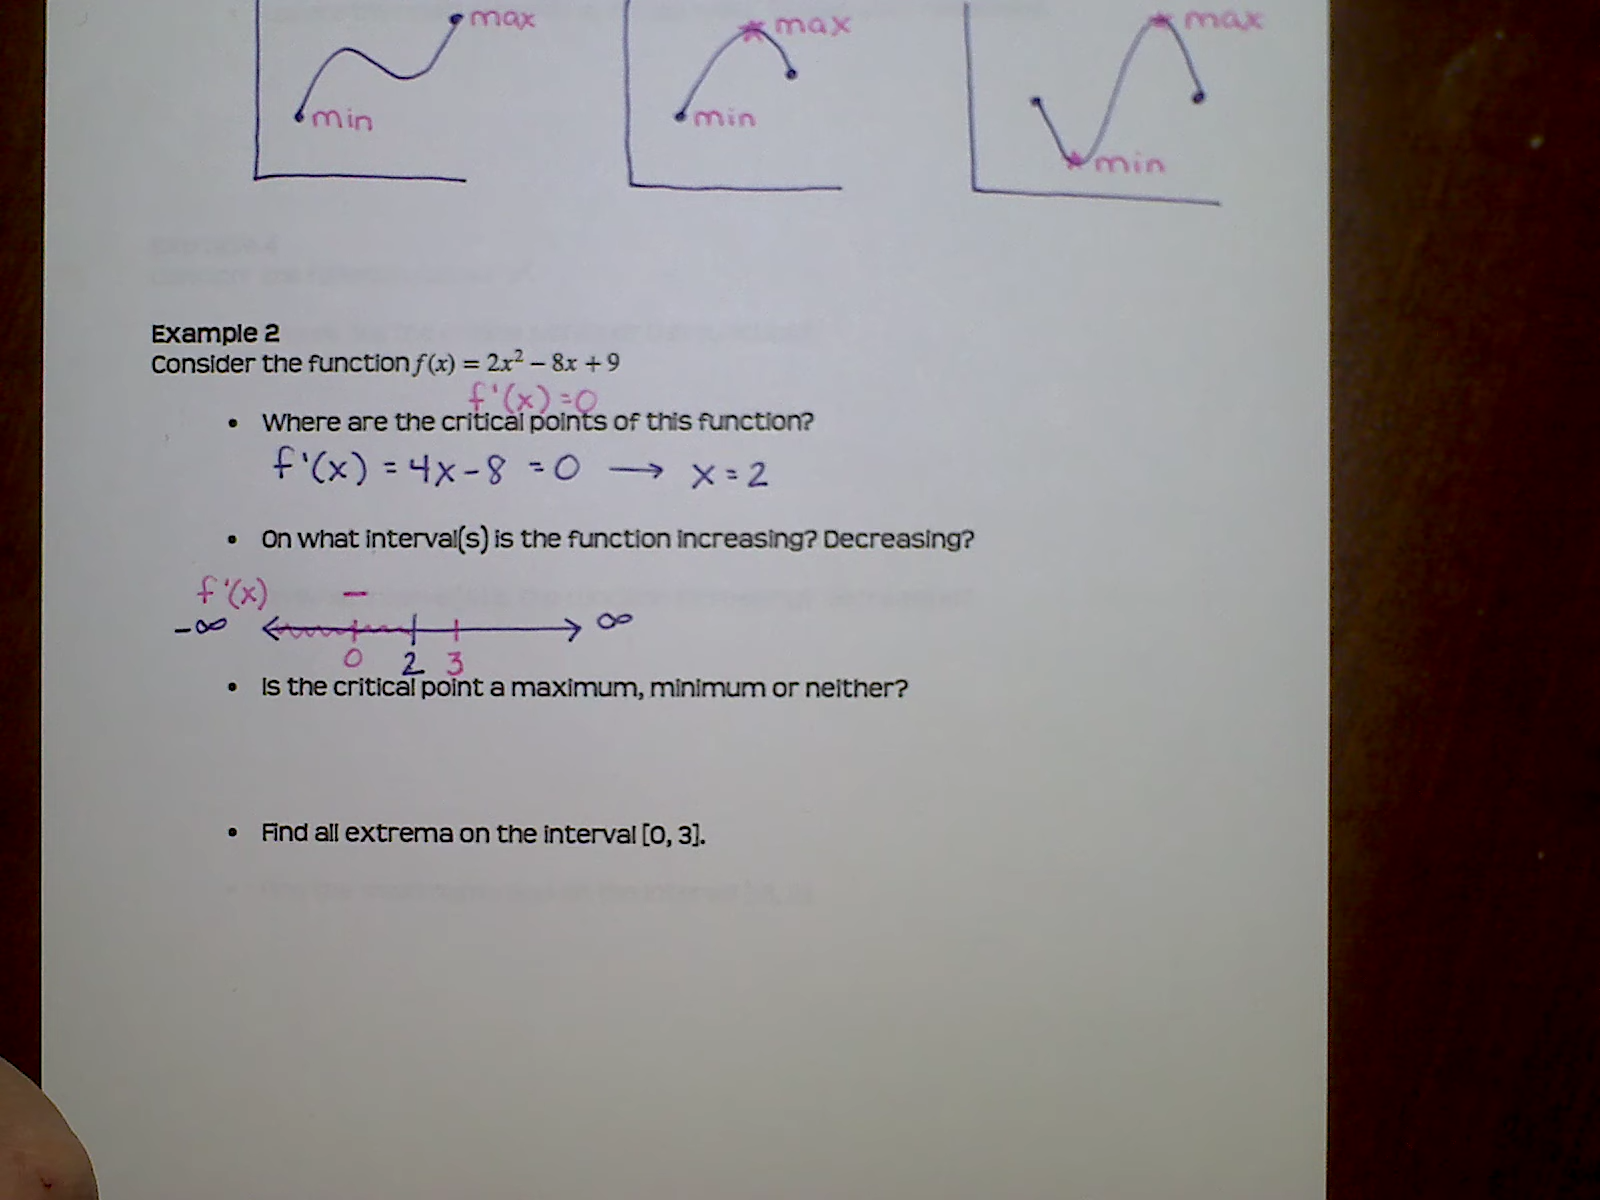 max max max
min min
min
Example 2
Consider the function f(x) = 2x² – 8x + 9
f'(x) = 0
• Where are the critical points of this function?
f'(x) = 4x - 8 = 0 → x = 2
• On what interval(s) is the function increasing? Decreasing?
f'(x) −
-∞ ∞
0 2 3
• Is the critical point a maximum, minimum or neither?
• Find all extrema on the interval [0, 3].